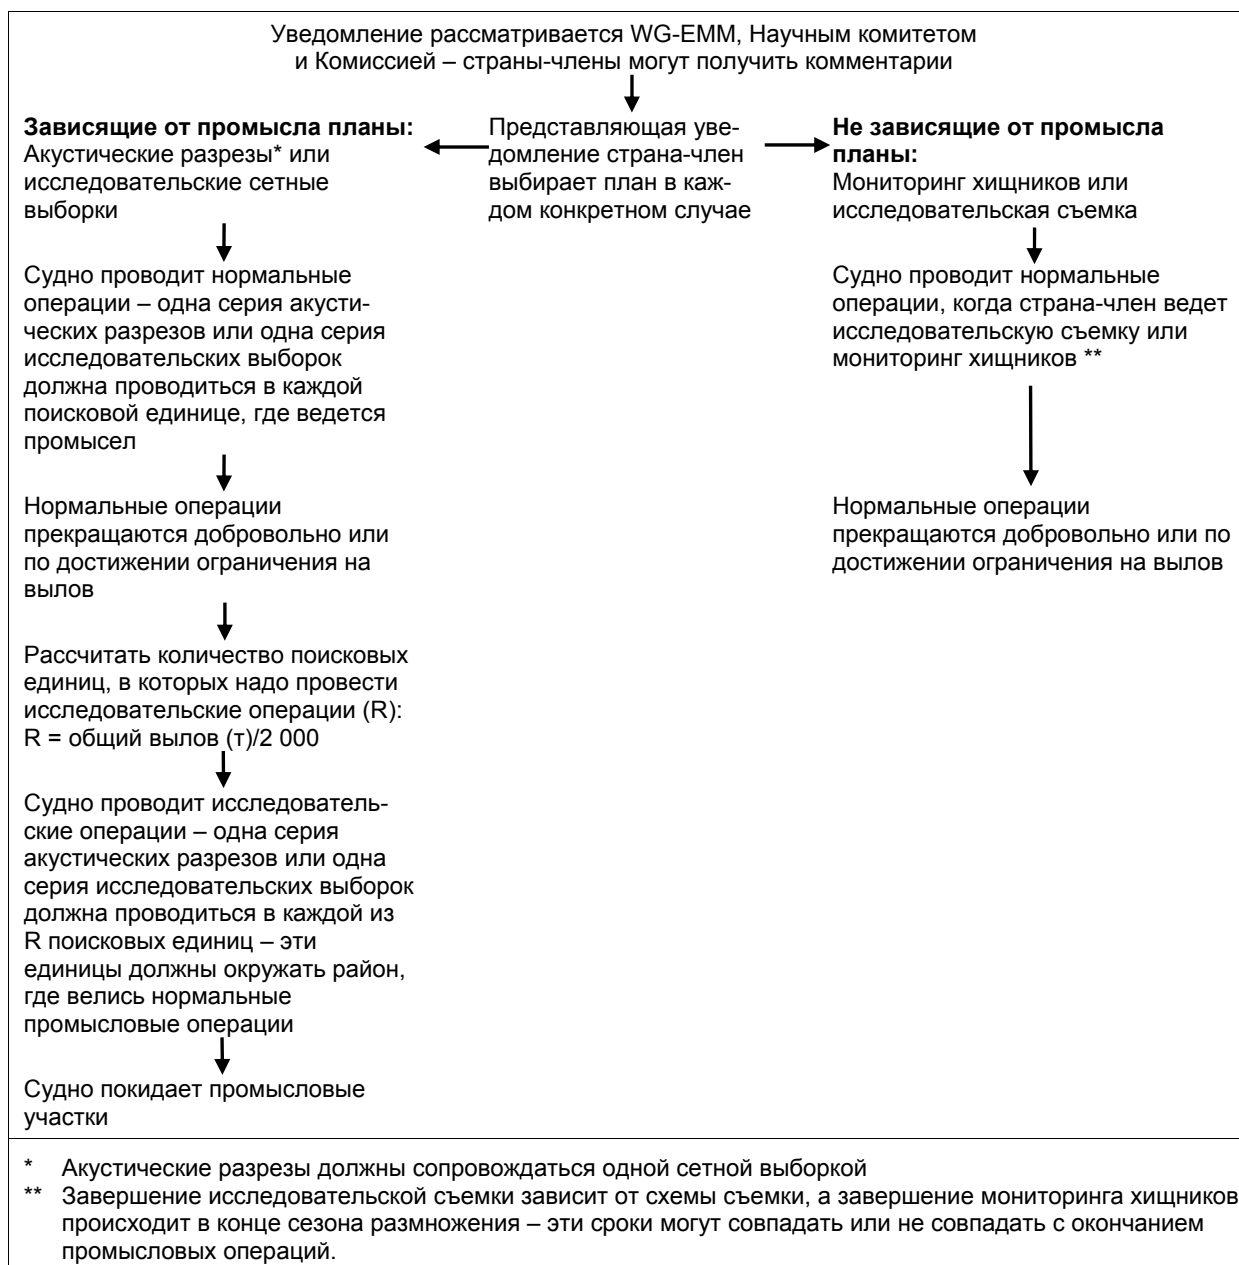 Уведомление рассматривается WG-EMM, Научным комитетом
и Комиссией – страны-члены могут получить комментарии
Представляющая уве-
домление страна-член
выбирает план в каж-
дом конкретном случае
Зависящие от промысла планы:
Акустические разрезы* или
исследовательские сетные
выборки
Судно проводит нормальные
операции – одна серия акусти-
ческих разрезов или одна серия
исследовательских выборок
должна проводиться в каждой
поисковой единице, где ведется
промысел
Нормальные операции
прекращаются добровольно или
по достижении ограничения на
вылов
Рассчитать количество поисковых
единиц, в которых надо провести
исследовательские операции (R):
R = общий вылов (т)/2 000
Судно проводит исследователь-
ские операции – одна серия
акустических разрезов или одна
серия исследовательских выборок
должна проводиться в каждой из
R поисковых единиц – эти
единицы должны окружать район,
где велись нормальные
промысловые операции
Судно покидает промысловые
участки
Не зависящие от промысла
планы:
Мониторинг хищников или
исследовательская съемка
Судно проводит нормальные
операции, когда страна-член ведет
исследовательскую съемку или
мониторинг хищников **
Нормальные операции
прекращаются добровольно или по
достижении ограничения на вылов
* Акустические разрезы должны сопровождаться одной сетной выборкой
** Завершение исследовательской съемки зависит от схемы съемки, а завершение мониторинга хищников
происходит в конце сезона размножения – эти сроки могут совпадать или не совпадать с окончанием
промысловых операций.